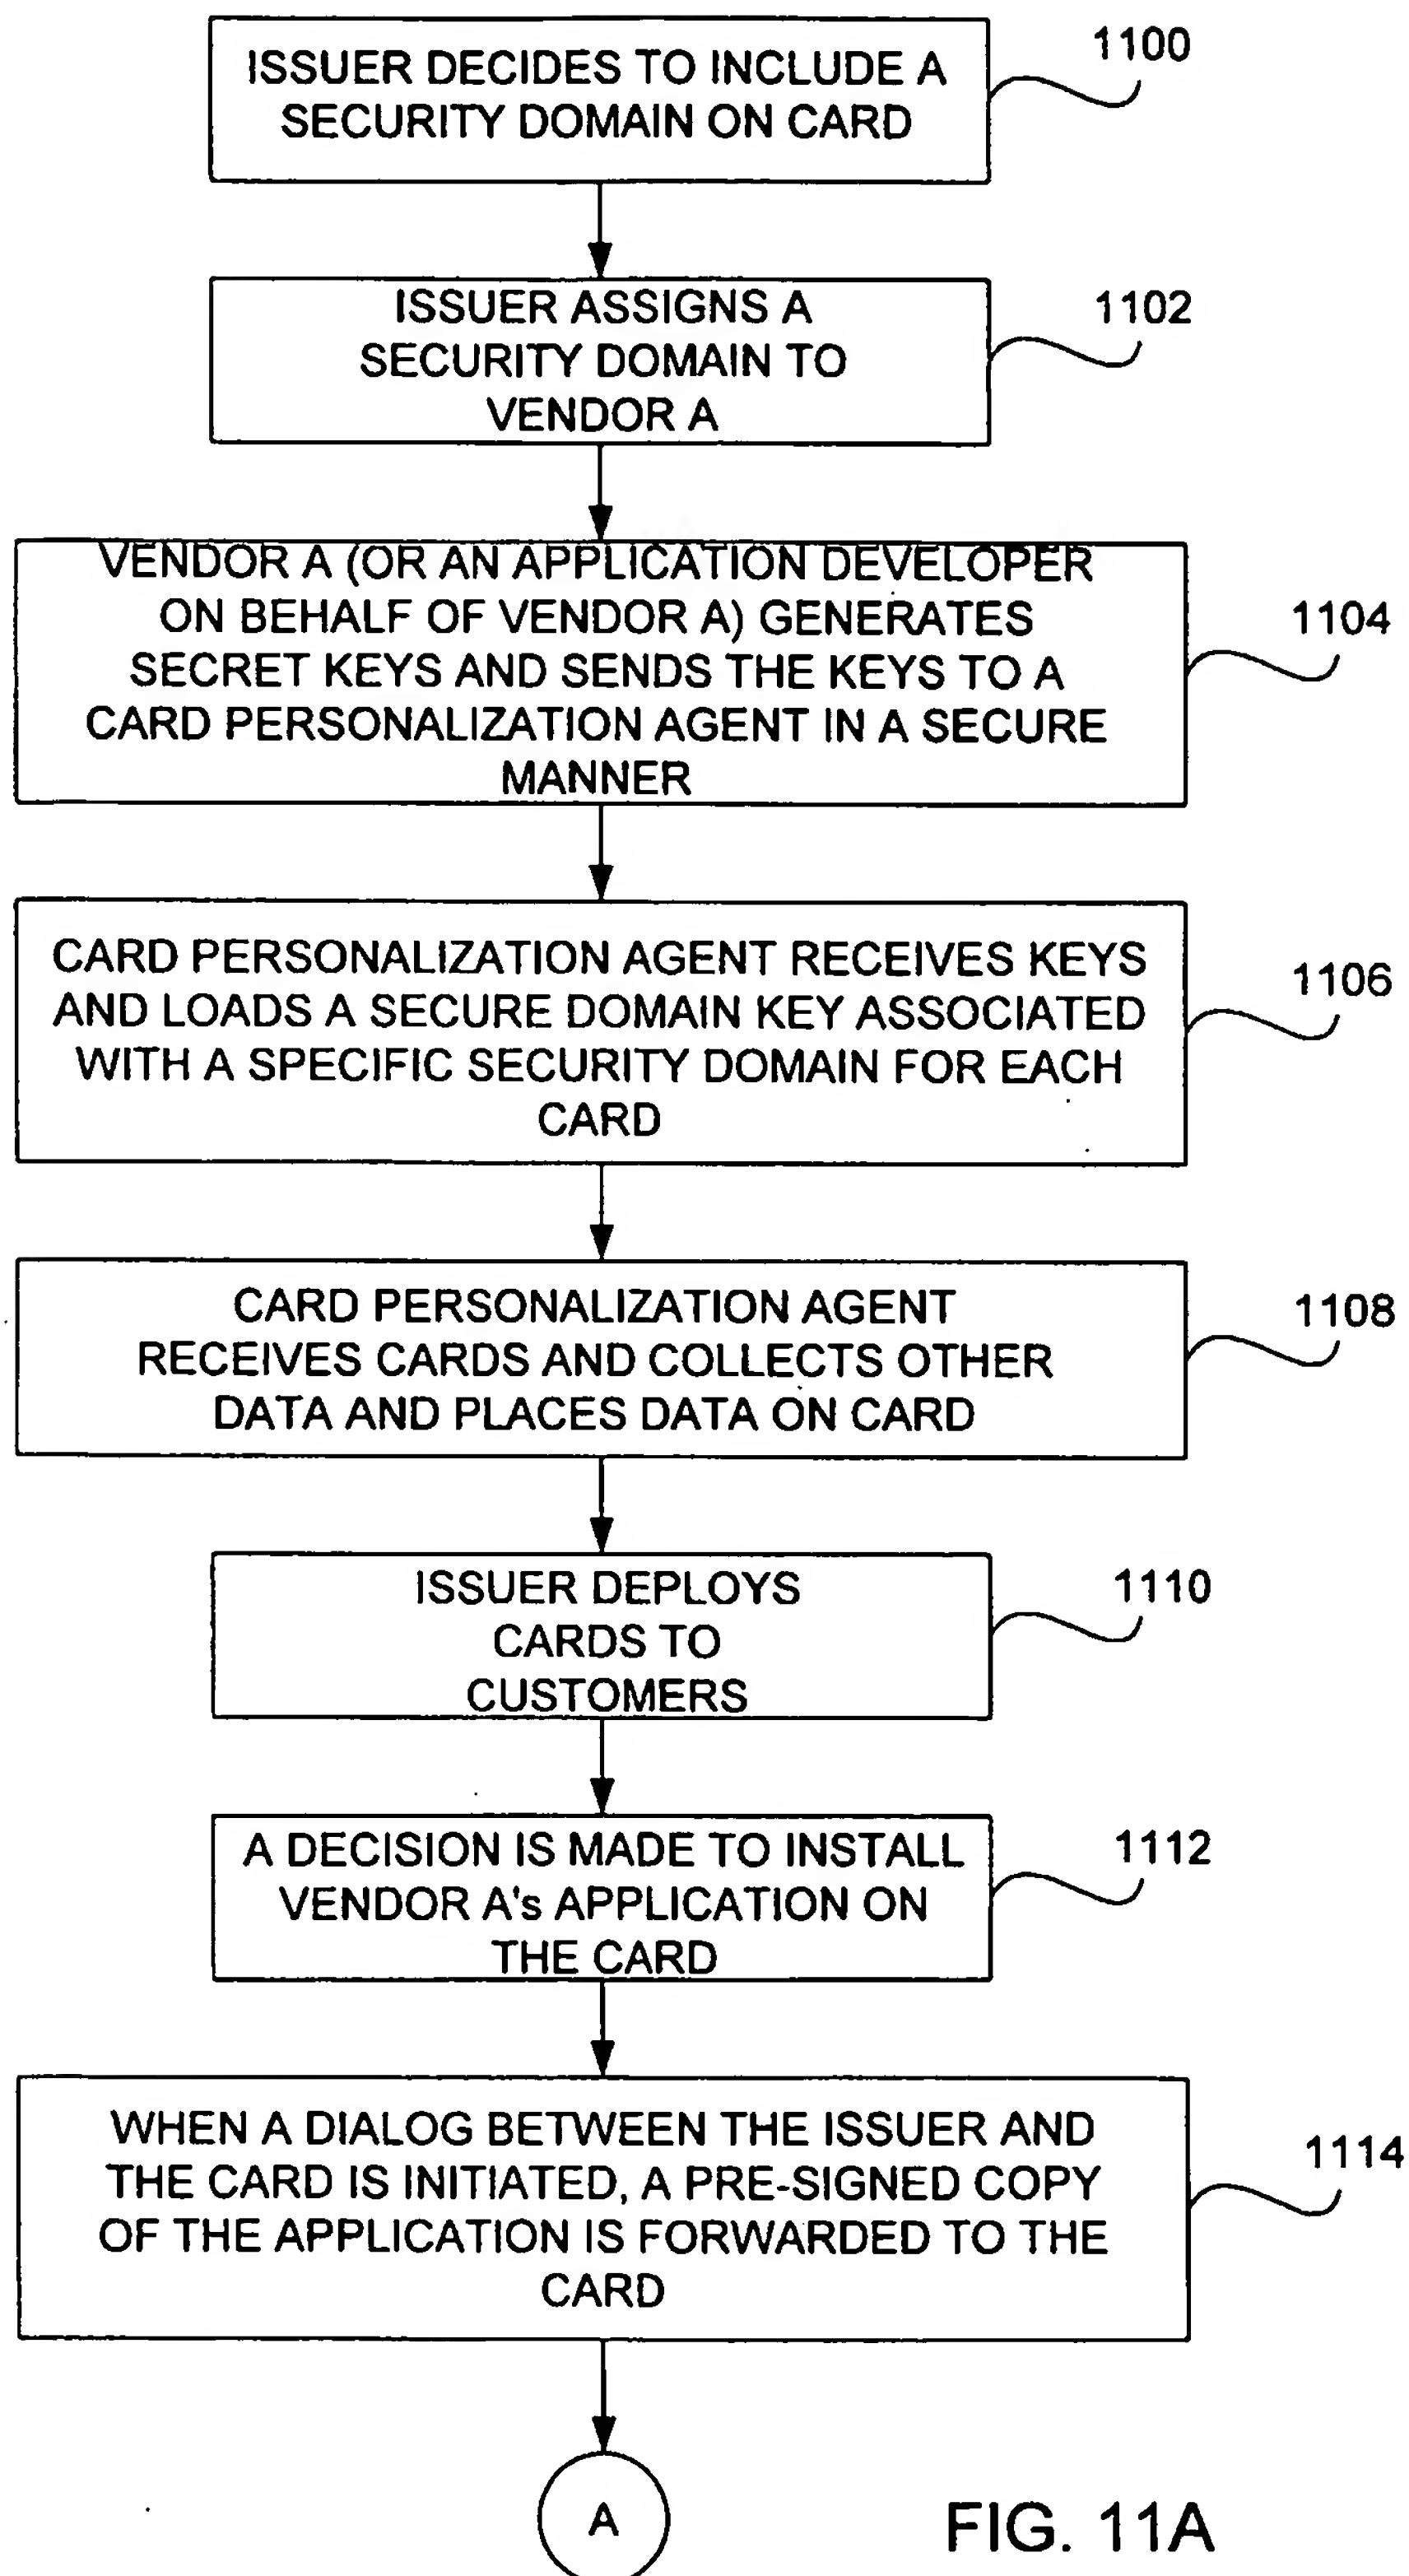 ISSUER DECIDES TO INCLUDE A
SECURITY DOMAIN ON CARD
1100
ISSUER ASSIGNS A
SECURITY DOMAIN TO
VENDOR A
1102
VENDOR A (OR AN APPLICATION DEVELOPER
ON BEHALF OF VENDOR A) GENERATES
SECRET KEYS AND SENDS THE KEYS TO A
CARD PERSONALIZATION AGENT IN A SECURE
MANNER
1104
CARD PERSONALIZATION AGENT RECEIVES KEYS
AND LOADS A SECURE DOMAIN KEY ASSOCIATED
WITH A SPECIFIC SECURITY DOMAIN FOR EACH
CARD
1106
CARD PERSONALIZATION AGENT
RECEIVES CARDS AND COLLECTS OTHER
DATA AND PLACES DATA ON CARD
1108
ISSUER DEPLOYS
CARDS TO
CUSTOMERS
1110
A DECISION IS MADE TO INSTALL
VENDOR A's APPLICATION ON
THE CARD
1112
WHEN A DIALOG BETWEEN THE ISSUER AND
THE CARD IS INITIATED, A PRE-SIGNED COPY
OF THE APPLICATION IS FORWARDED TO THE
CARD
1114
A
FIG. 11A